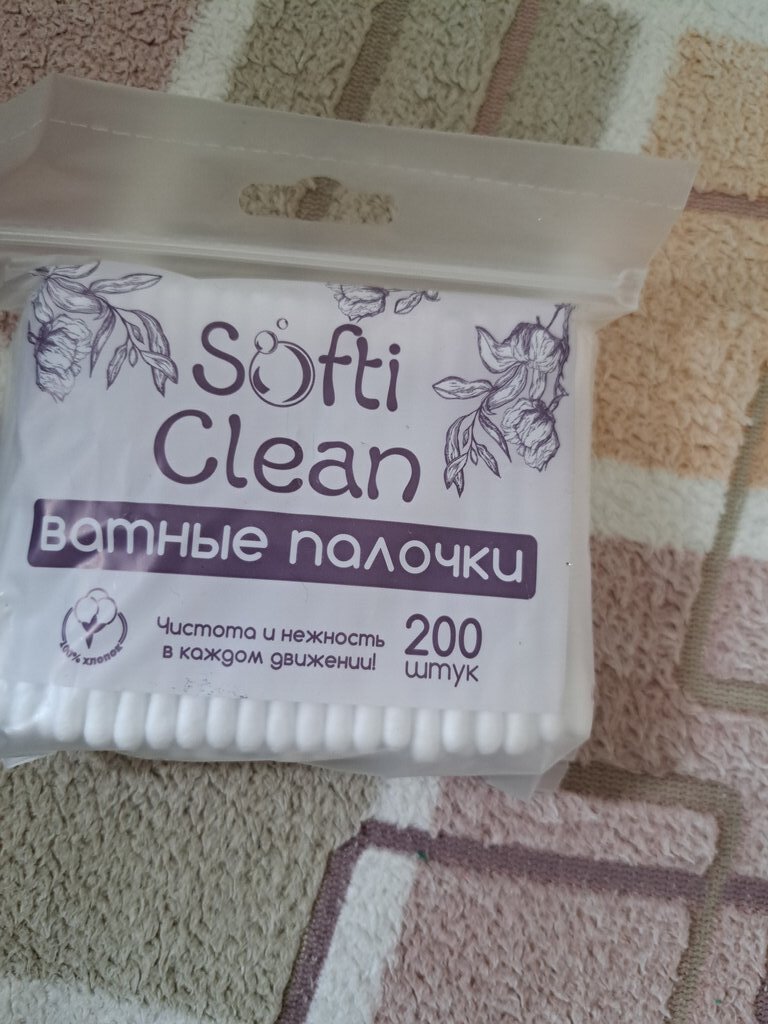 Softi
Clean
ватные палочки
100% хлопок
Чистота и нежность
в каждом движении!
200
штук